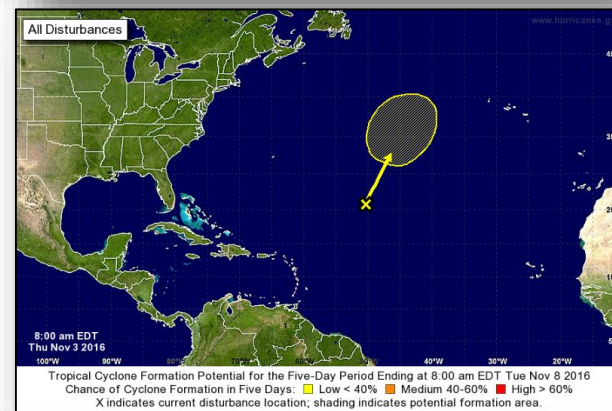 All Disturbances
www.hurricanes.g
8:00 am EDT
Thu Nov 3 2016
100°W 90°W 80°W 70°W 60°W 50°W 40°W 30°W 20°W
Tropical Cyclone Formation Potential for the Five-Day Period Ending at 8:00 am EDT Tue Nov 8 2016
Chance of Cyclone Formation in Five Days: Low < 40% Medium 40-60% High > 60%
X indicates current disturbance location; shading indicates potential formation area.